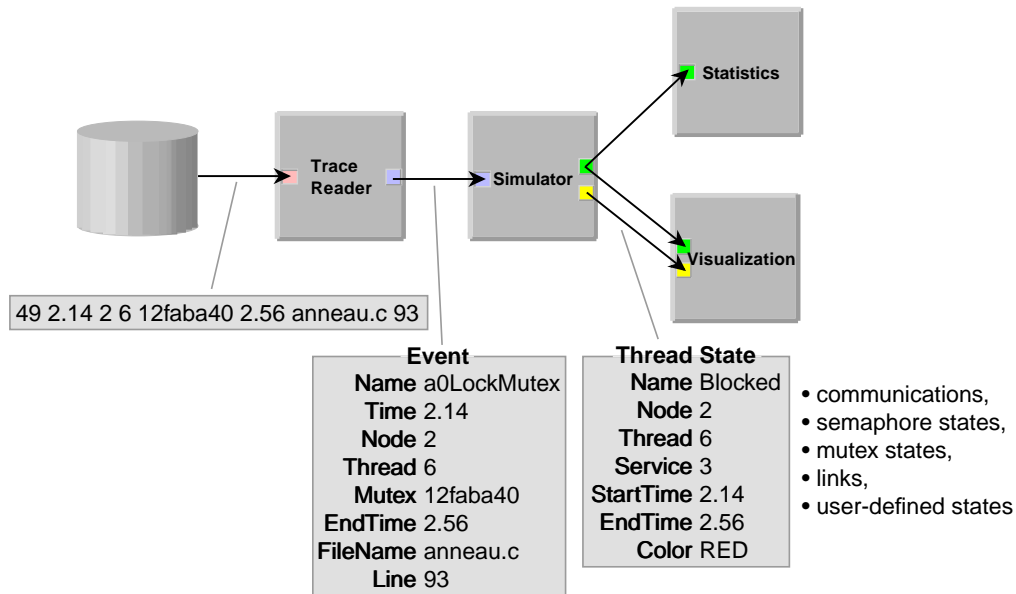 Statistics
Trace
Reader
Simulator
Visualization
49 2.14 2 6 12faba40 2.56 anneau.c 93
Event
Name a0LockMutex
Time 2.14
Node 2
Thread 6
Mutex 12faba40
EndTime 2.56
FileName anneau.c
Line 93
Thread State
Name Blocked
Node 2
Thread 6
Service 3
StartTime 2.14
EndTime 2.56
Color RED
• communications,
• semaphore states,
• mutex states,
• links,
• user-defined states